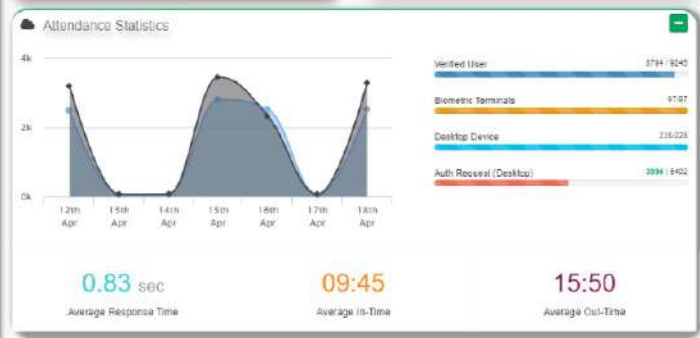 Attendance Statistics
4k
2k
0k
12th
Apr
13th
Apr
14th
Apr
15th
Apr
16th
Apr
17th
Apr
18th
Apr
Verified User
Biometric Terminals
97/97
Desktop Device
Auth Request (Desktop)
0.83 sec
Average Response Time
09:45
Average In-Time
15:50
Average Out-Time